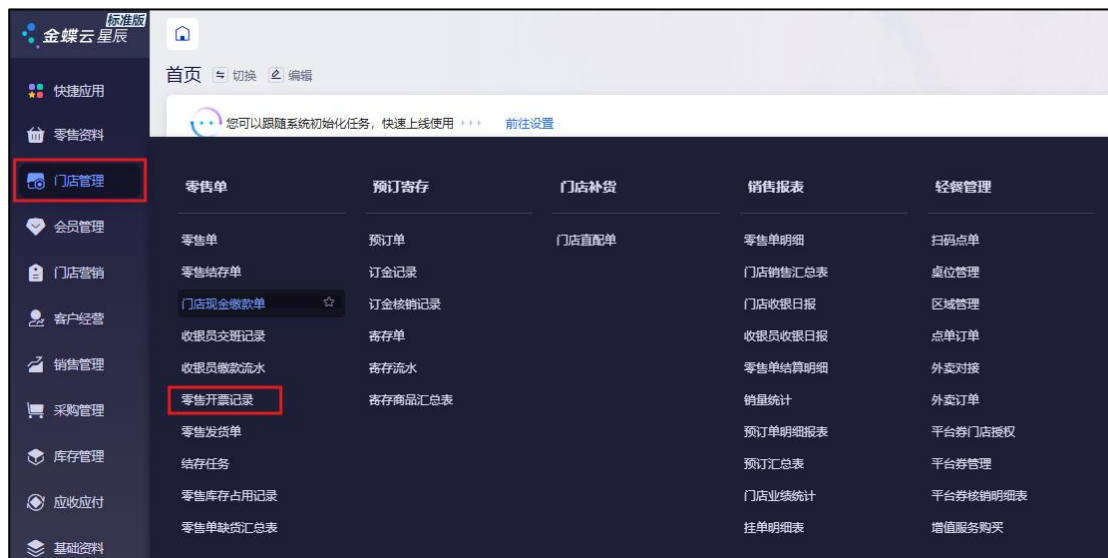 标准版
金蝶云星辰
首页 切换 编辑
您可以跟随系统初始化任务，快速上线使用 前往设置
快捷应用
零售资料
门店管理
会员管理
门店营销
客户经营
销售管理
采购管理
库存管理
应收应付
基础资料
零售单
零售单
零售结存单
门店现金缴款单
收银员交班记录
收银员缴款流水
零售开票记录
零售发货单
结存任务
零售库存占用记录
零售单缺货汇总表
预订寄存
预订单
订金记录
订金核销记录
寄存单
寄存流水
寄存商品汇总表
门店补货
门店直配单
销售报表
零售单明细
门店销售汇总表
门店收银日报
收银员收银日报
零售单结算明细
销量统计
预订单明细报表
预订汇总表
门店业绩统计
挂单明细表
轻餐管理
扫码点单
桌位管理
区域管理
点单订单
外卖对接
外卖订单
平台券门店授权
平台券管理
平台券核销明细表
增值服务购买